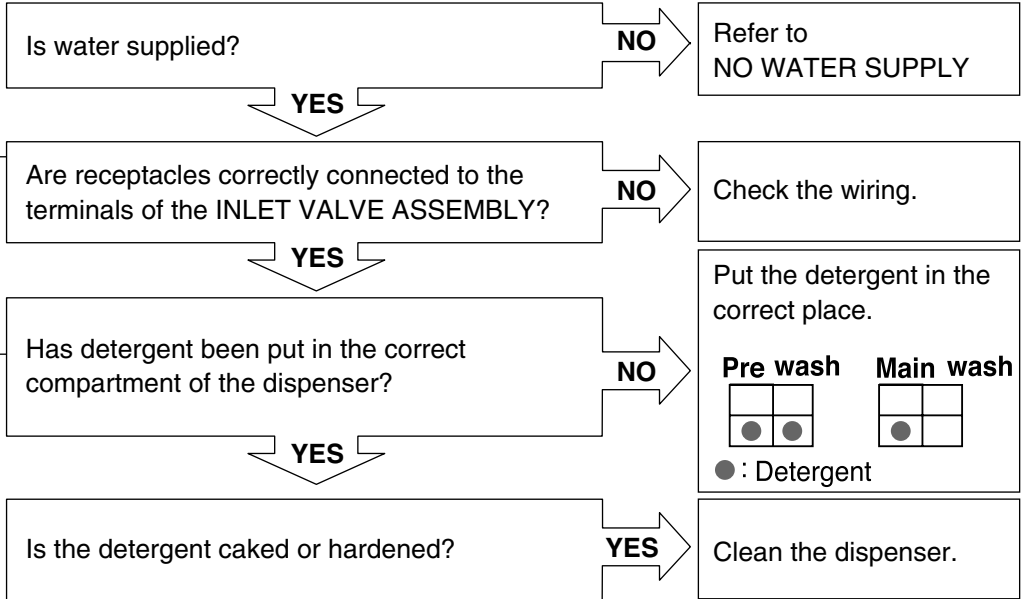 Is water supplied?
NO
Refer to
NO WATER SUPPLY
YES
Are receptacles correctly connected to the
terminals of the INLET VALVE ASSEMBLY?
NO
Check the wiring.
YES
Has detergent been put in the correct
compartment of the dispenser?
NO
Put the detergent in the
correct place.
Pre wash Main wash
: Detergent
YES
Is the detergent caked or hardened?
YES
Clean the dispenser.